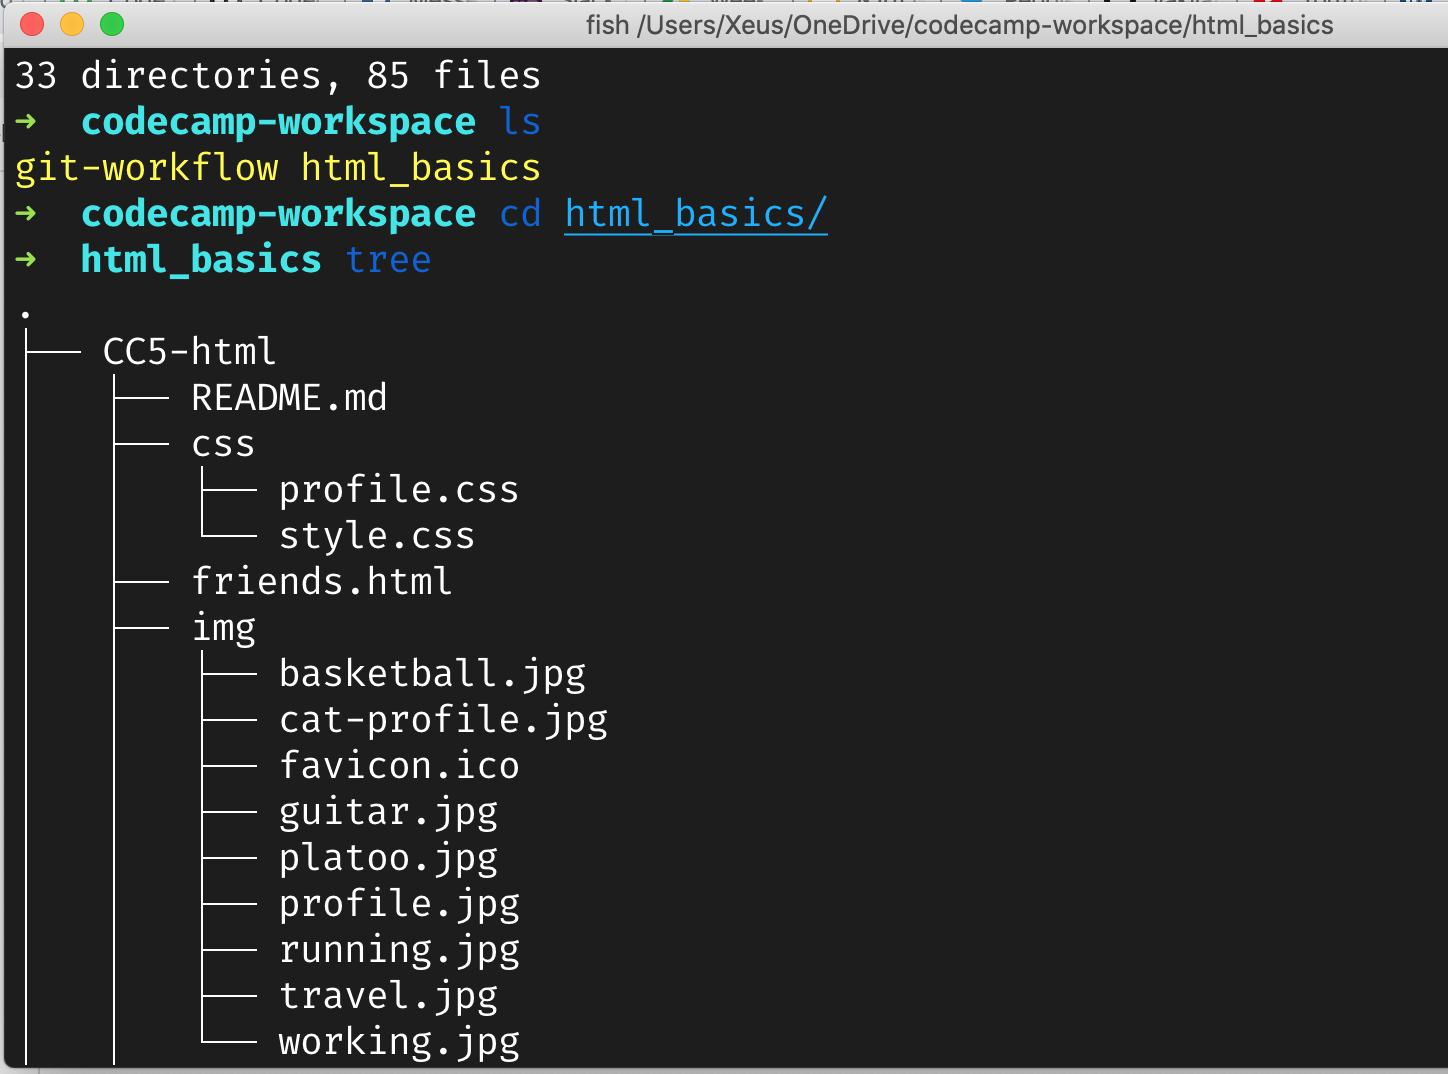 fish /Users/Xeus/OneDrive/codecamp-workspace/html_basics
33 directories, 85 files
➜ codecamp-workspace ls
git-workflow html_basics
➜ codecamp-workspace cd html_basics/
➜ html_basics tree
.
├── CC5-html
│   ├── README.md
│   ├── css
│   │   ├── profile.css
│   │   └── style.css
│   ├── friends.html
│   ├── img
│   │   ├── basketball.jpg
│   │   ├── cat-profile.jpg
│   │   ├── favicon.ico
│   │   ├── guitar.jpg
│   │   ├── platoo.jpg
│   │   ├── profile.jpg
│   │   ├── running.jpg
│   │   ├── travel.jpg
│   │   └── working.jpg